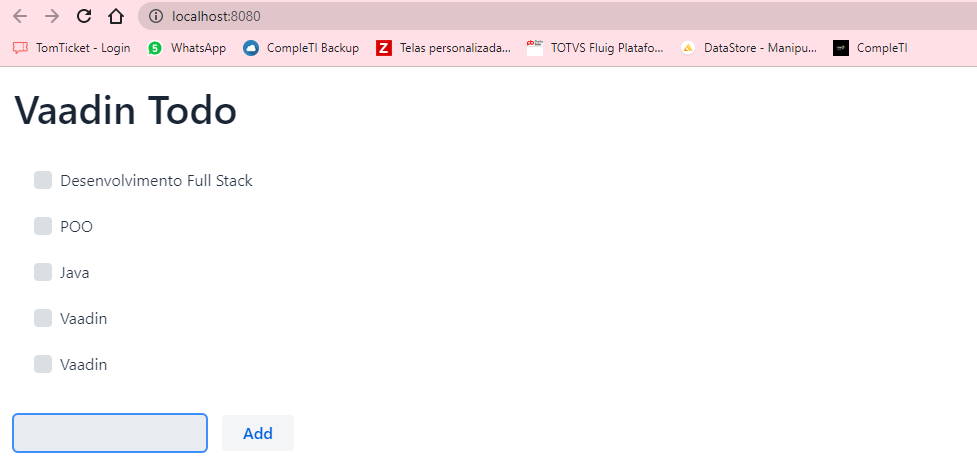 localhost:8080
TomTicket - Login 5 WhatsApp CompleTI Backup Z Telas personalizada... TOTVS Fluig Platafo... DataStore - Manipu... CompleTI
Vaadin Todo
Desenvolvimento Full Stack
POO
Java
Vaadin
Vaadin
Add